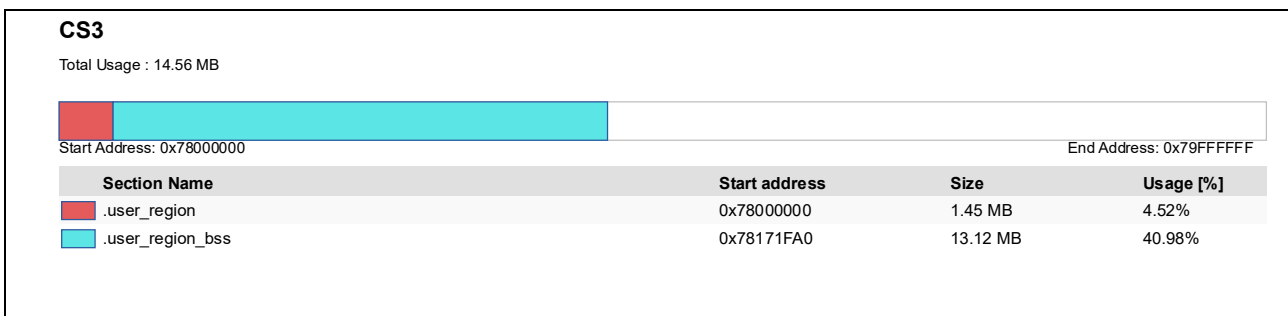 CS3
Total Usage : 14.56 MB
Start Address: 0x78000000 End Address: 0x79FFFFFF
Section Name Start address Size Usage [%]
.user_region 0x78000000 1.45 MB 4.52%
.user_region_bss 0x78171FA0 13.12 MB 40.98%